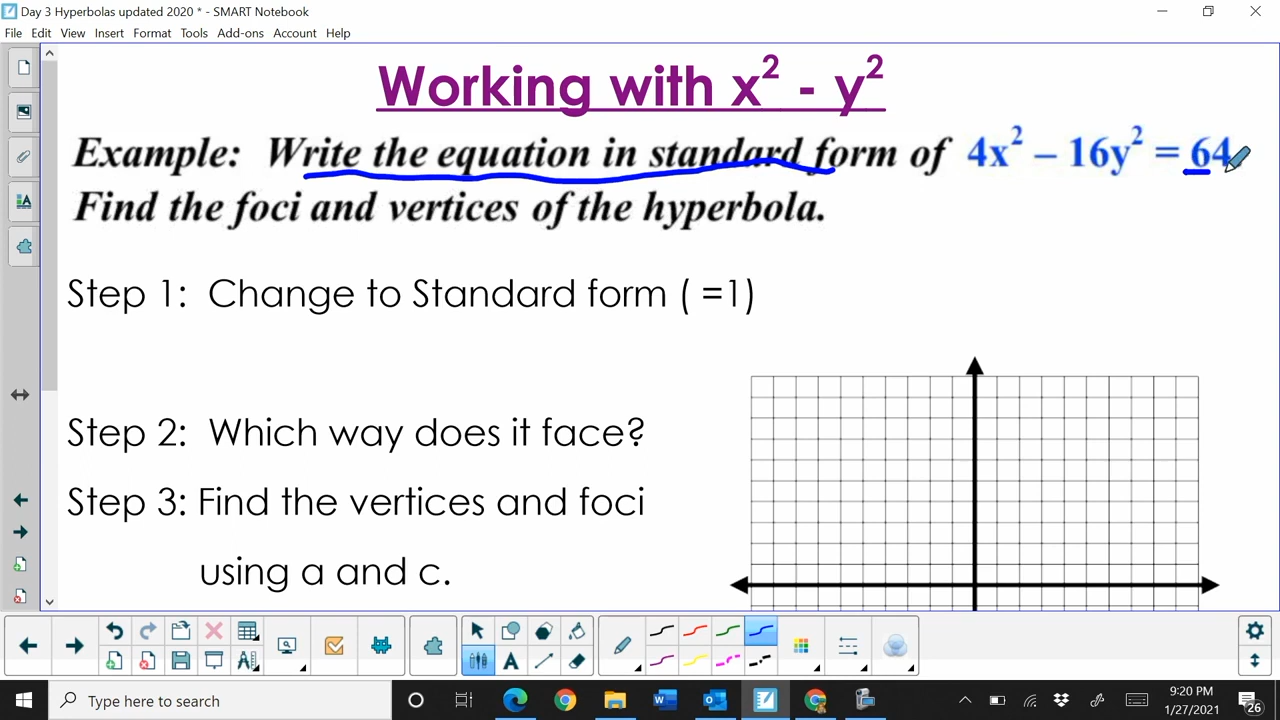 Day 3 Hyperbolas updated 2020 * - SMART Notebook
File Edit View Insert Format Tools Add-ons Account Help
Working with x² - y²
Example: Write the equation in standard form of 4x² – 16y² = 64
Find the foci and vertices of the hyperbola.
Step 1: Change to Standard form ( =1)
Step 2: Which way does it face?
Step 3: Find the vertices and foci
using a and c.
Type here to search
9:20 PM
1/27/2021
26